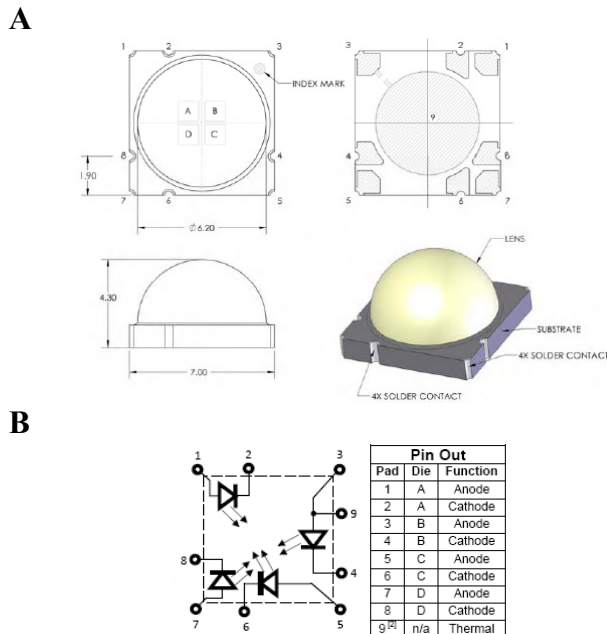 A
1 2 3
INDEX MARK
A B
D C
8 4
1.90
7 6 5
Ø6.20
3 2 1
9
4 8
5 6 7
4.30
7.00
LENS
SUBSTRATE
4X SOLDER CONTACT
4X SOLDER CONTACT
B
1 2 3
9
8
4
7 6 5
Pin Out
Pad Die Function
1 A Anode
2 A Cathode
3 B Anode
4 B Cathode
5 C Anode
6 C Cathode
7 D Anode
8 D Cathode
9 [2] n/a Thermal